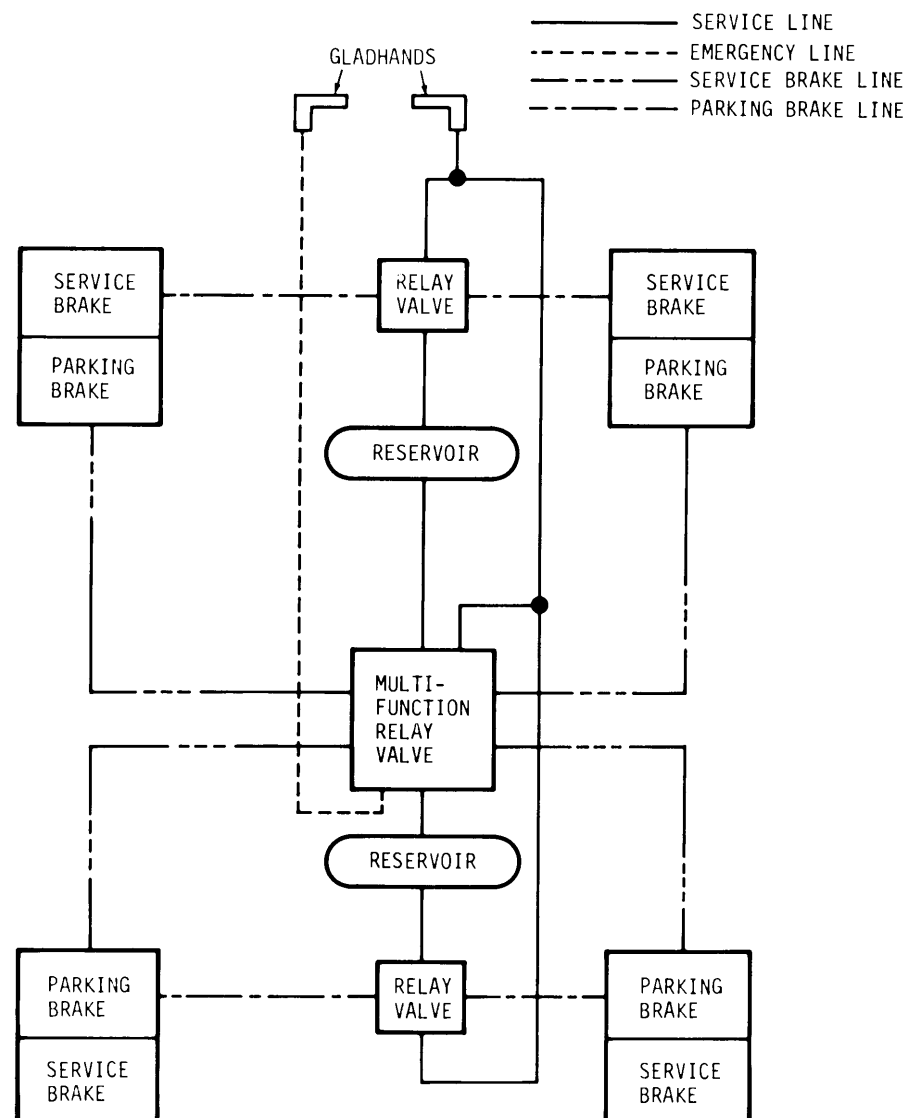 SERVICE LINE
EMERGENCY LINE
SERVICE BRAKE LINE
PARKING BRAKE LINE
GLADHANDS
SERVICE
BRAKE
PARKING
BRAKE
RELAY
VALVE
SERVICE
BRAKE
PARKING
BRAKE
RESERVOIR
MULTI-
FUNCTION
RELAY
VALVE
RESERVOIR
PARKING
BRAKE
SERVICE
BRAKE
RELAY
VALVE
PARKING
BRAKE
SERVICE
BRAKE